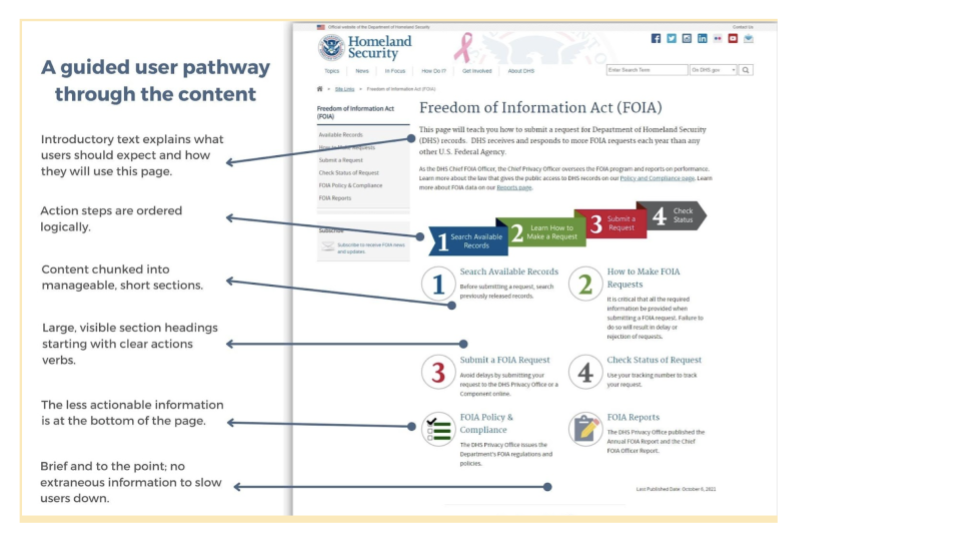 A guided user pathway
through the content
Introductory text explains what
users should expect and how
they will use this page.
Action steps are ordered
logically.
Content chunked into
manageable, short sections.
Large, visible section headings
starting with clear actions
verbs.
The less actionable information
is at the bottom of the page.
Brief and to the point; no
extraneous information to slow
users down.
Official website of the Department of Homeland Security
Contact Us
Homeland
Security
Topics News In Focus How Do I? Get Involved About DHS
Enter Search Term On DHS.gov
Site Links Freedom of Information Act (FOIA)
Freedom of Information Act
(FOIA)
Available Records
How to Make Requests
Submit a Request
Check Status of Request
FOIA Policy & Compliance
FOIA Reports
Subscribe
Subscribe to receive FOIA news
and updates.
Freedom of Information Act (FOIA)
This page will teach you how to submit a request for Department of Homeland Security
(DHS) records. DHS receives and responds to more FOIA requests each year than any
other U.S. Federal Agency.
As the DHS Chief FOIA Officer, the Chief Privacy Officer oversees the FOIA program and reports on performance.
Learn more about the law that gives the public access to DHS records on our Policy and Compliance page. Learn
more about FOIA data on our Reports page.
1 Search Available
Records
2 Learn How to
Make a Request
3 Submit a
Request
4 Check
Status
1 Search Available Records
Before submitting a request, search
previously released records.
2 How to Make FOIA
Requests
It is critical that all the required
information be provided when
submitting a FOIA request. Failure to
do so will result in delay or
rejection of requests.
3 Submit a FOIA Request
Avoid delays by submitting your
request to the DHS Privacy Office or a
Component online.
4 Check Status of Request
Use your tracking number to track
your request.
FOIA Policy &
Compliance
The DHS Privacy Office issues the
Department's FOIA regulations and
policies.
FOIA Reports
The DHS Privacy Office published the
Annual FOIA Report and the Chief
FOIA Officer Report.
Last Published Date: October 6, 2022